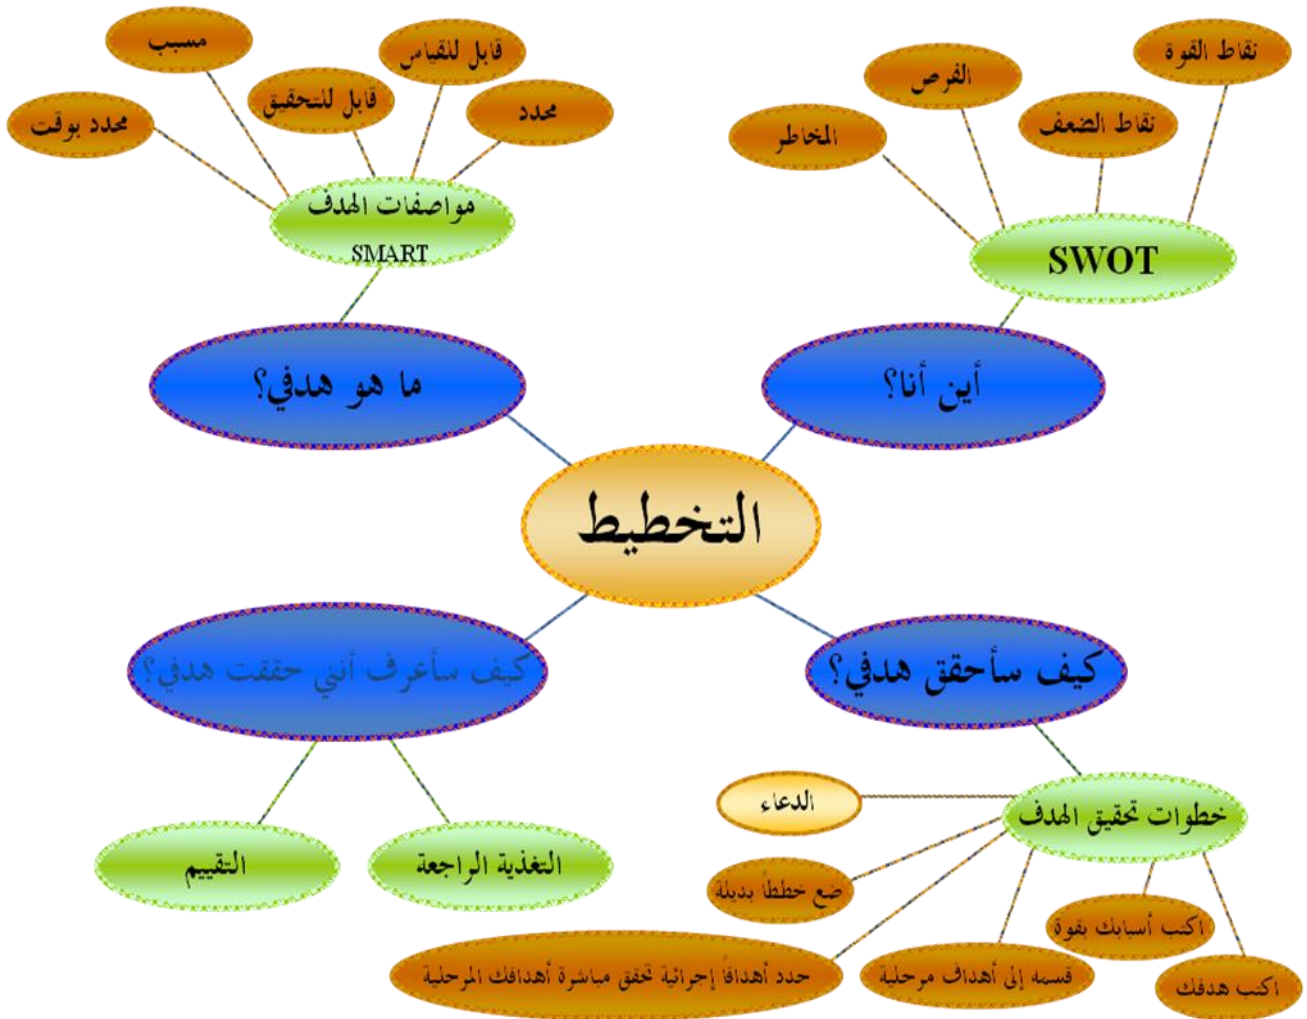 نقاط القوة
نقاط الضعف
الفرص
المخاطر
SWOT
أين أنا؟
محدد
قابل للقياس
قابل للتحقيق
مسبب
محدد بوقت
مواصفات الهدف
SMART
ما هو هدفي؟
التخطيط
كيف سأحقق هدفي؟
خطوات تحقيق الهدف
اكتب هدفك
اكتب أسبابك بقوة
قسمه إلى أهداف مرحلية
حدد أهدافاً إجرائية تحقق مباشرة أهدافك المرحلية
ضع خططاً بديلة
الدعاء
كيف سأعرف أنني حققت هدفي؟
التغذية الراجعة
التقييم